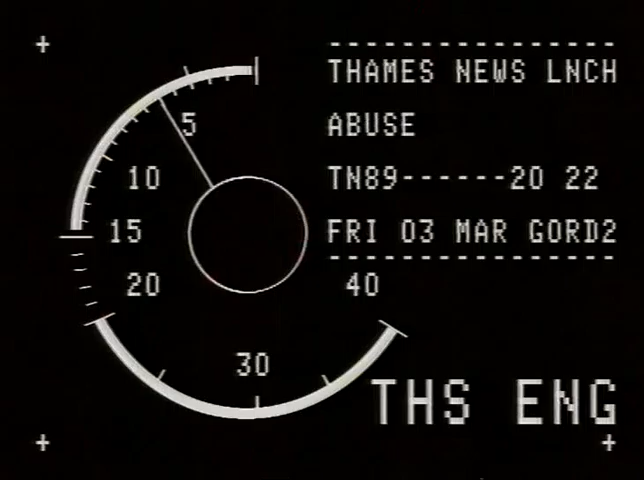 ----------------
THAMES NEWS LNCH
ABUSE
TN89------20 22
FRI 03 MAR GORD2
----------------
5
10
15
20
40
30
THS ENG